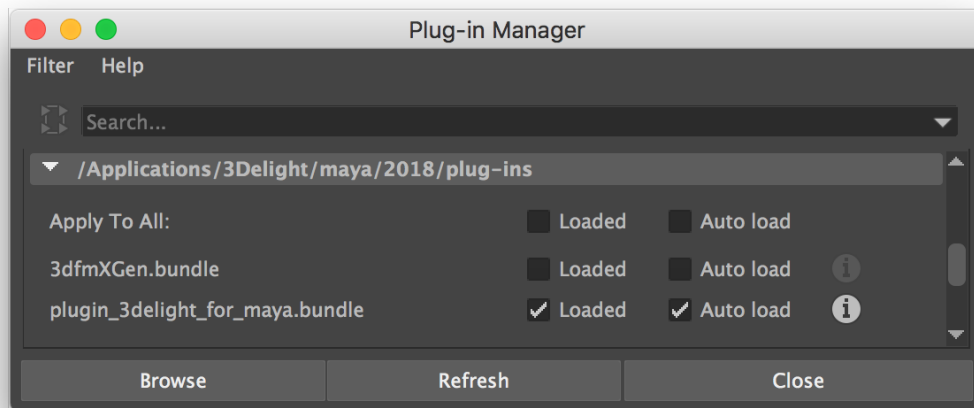 Plug-in Manager
Filter Help
Search...
/Applications/3Delight/maya/2018/plug-ins
Apply To All: Loaded Auto load
3dfmXGen.bundle Loaded Auto load i
plugin_3delight_for_maya.bundle Loaded Auto load i
Browse Refresh Close